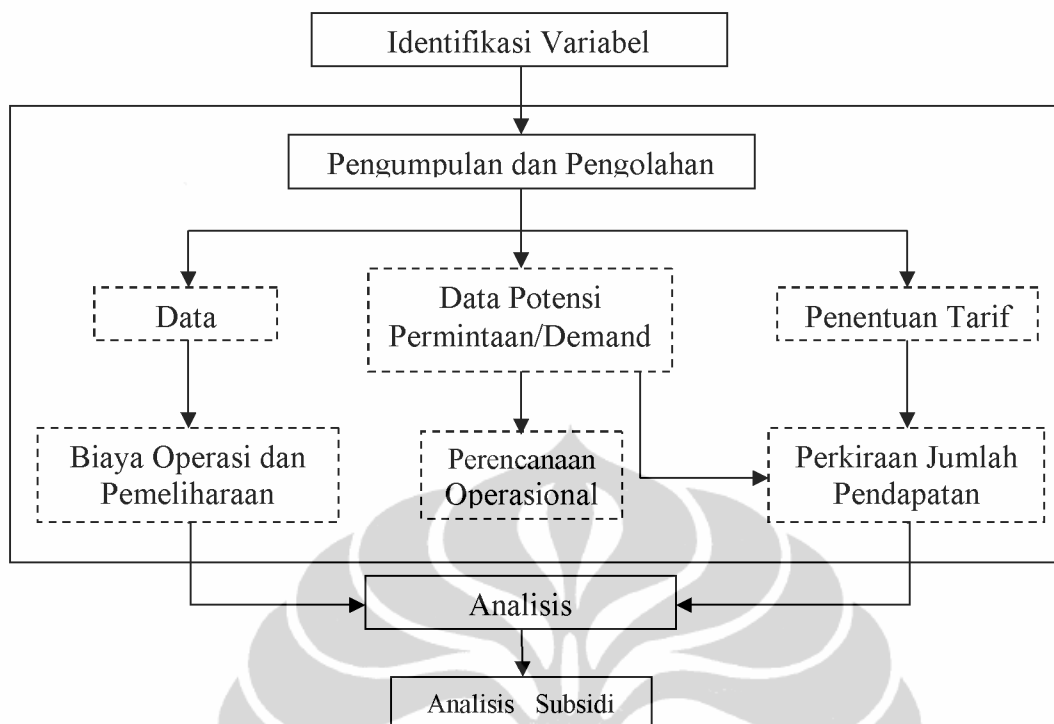 Identifikasi Variabel
Pengumpulan dan Pengolahan
Data
Data Potensi
Permintaan/Demand
Penentuan Tarif
Biaya Operasi dan
Pemeliharaan
Perencanaan
Operasional
Perkiraan Jumlah
Pendapatan
Analisis
Analisis Subsidi